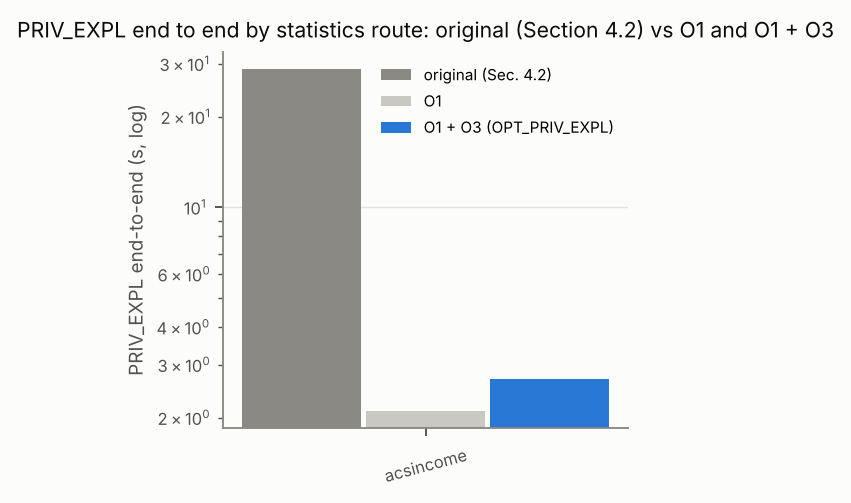 PRIV_EXPL end to end by statistics route: original (Section 4.2) vs O1 and O1 + O3
PRIV_EXPL end-to-end (s, log)
3 × 10¹
2 × 10¹
10¹
6 × 10⁰
4 × 10⁰
3 × 10⁰
2 × 10⁰
original (Sec. 4.2)
O1
O1 + O3 (OPT_PRIV_EXPL)
acsincome